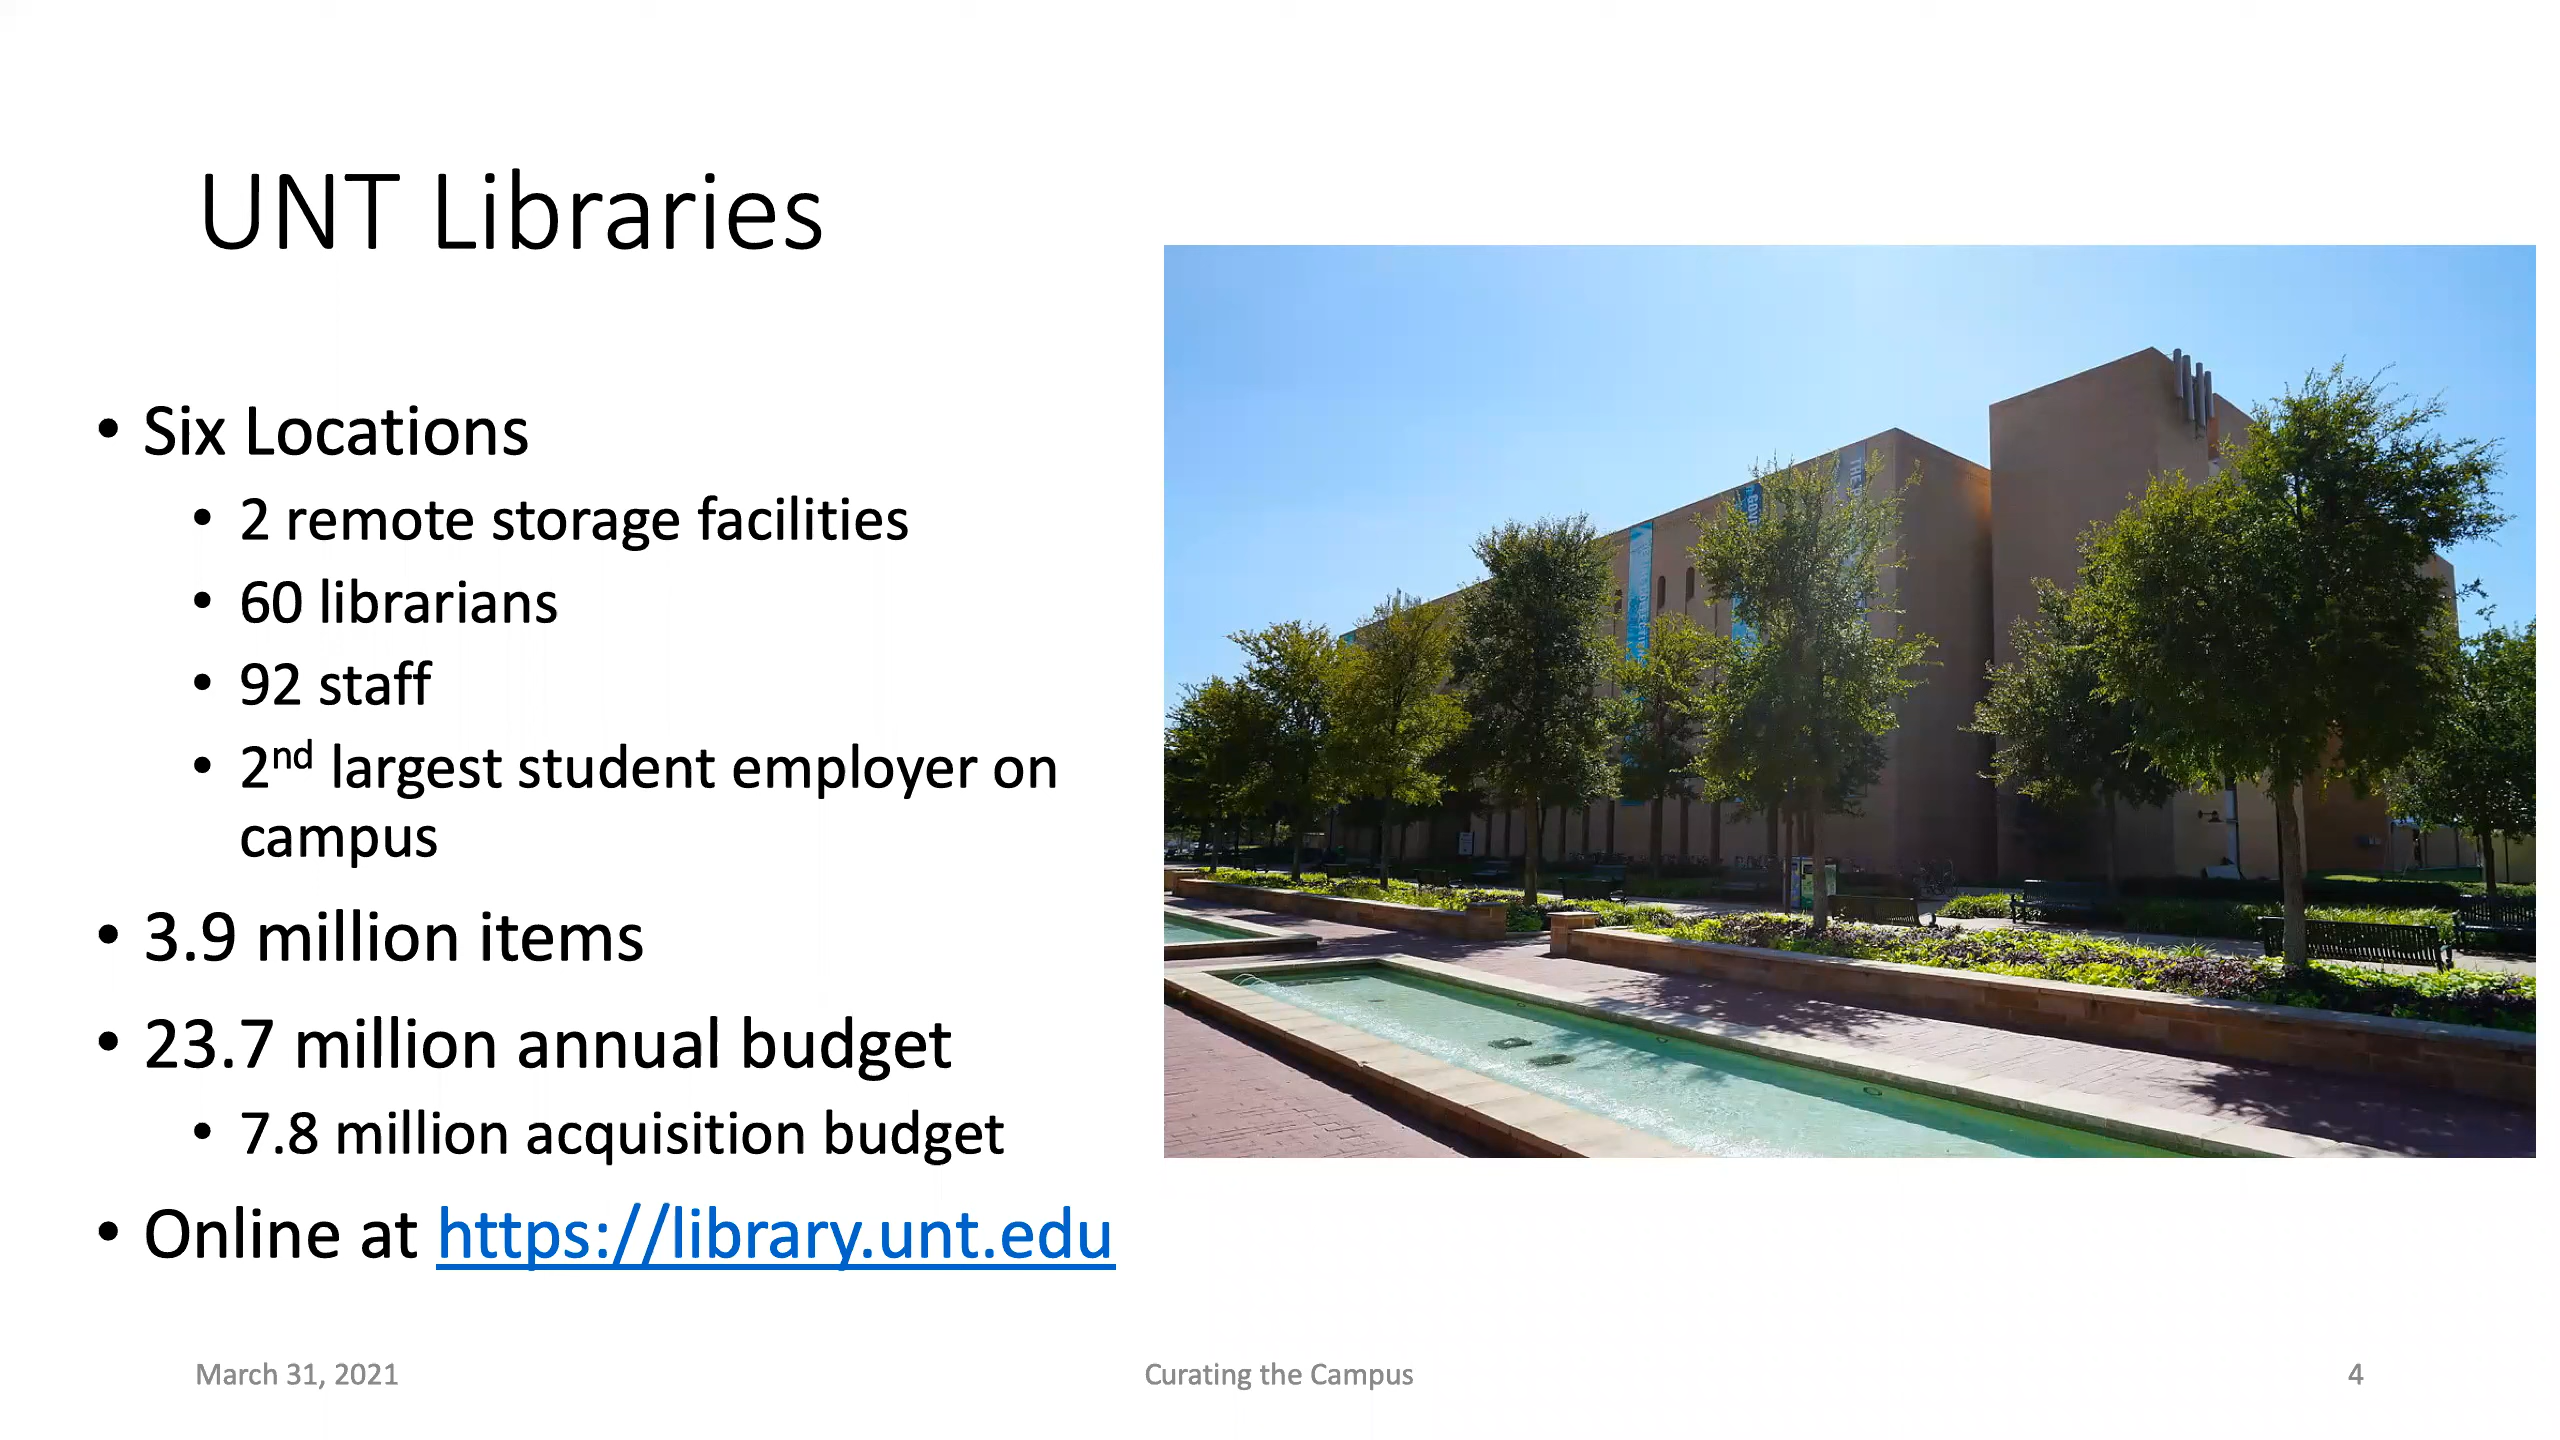 UNT Libraries
• Six Locations
• 2 remote storage facilities
• 60 librarians
• 92 staff
• 2nd largest student employer on
campus
• 3.9 million items
• 23.7 million annual budget
• 7.8 million acquisition budget
• Online at https://library.unt.edu
March 31, 2021
Curating the Campus
4